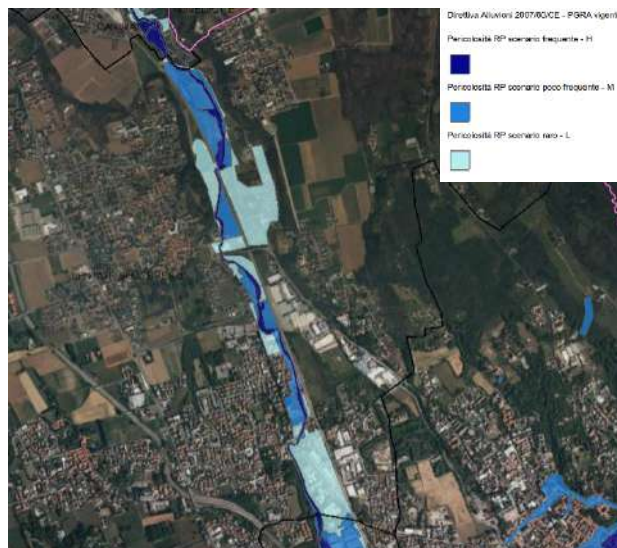 Direttiva Alluvioni 2007/60/CE - PGRA vigent
Pericolosità RP scenario frequente - H
Pericolosità RP scenario poco frequente - M
Pericolosità RP scenario raro - L